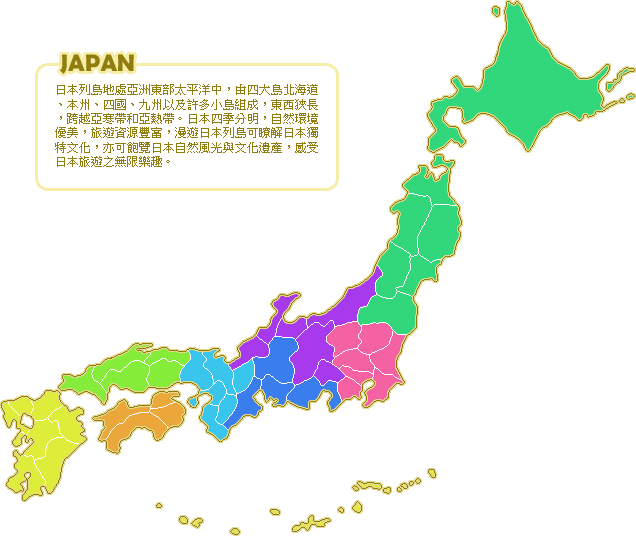 JAPAN
日本列島地處亞洲東部太平洋中，由四大島北海道
、本州、四國、九州以及許多小島組成，東西狹長
，跨越亞寒帶和亞熱帶。日本四季分明，自然環境
優美，旅遊資源豐富，漫遊日本列島可瞭解日本獨
特文化，亦可飽覽日本自然風光與文化遺產，感受
日本旅遊之無限樂趣。